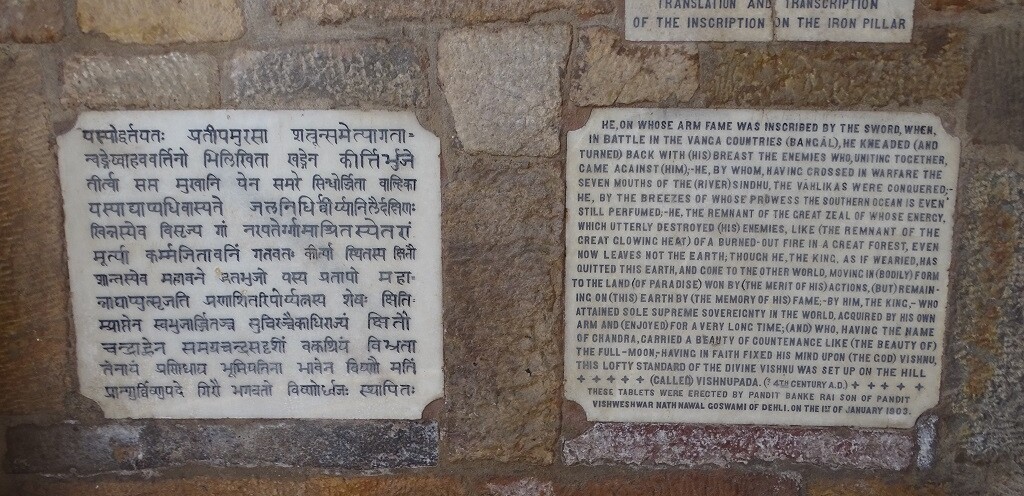 TRANSLATION AND TRANSCRIPTION
OF THE INSCRIPTION ON THE IRON PILLAR
यस्योद्वर्तयतः प्रतीपमुरसा शत्रून्समेत्यागता-
न्वङ्गेष्वाहववर्तिनो भिलिखिता खड्गेन कीर्त्तिर्भुजे
तीर्त्वा सप्त मुखानि येन समरे सिन्धोर्ज्जिता वाल्हिका
यस्याद्याप्यधिवास्यते जलनिधिर्व्वीर्य्यानिलैर्दक्षिणः
खिन्नस्येव विसृज्य गां नरपतेर्ग्गामाश्रितस्येतरां
मूर्त्त्या कर्म्मजितावनिं गतवतः कीर्त्या स्थितस्य क्षितौ
शान्तस्येव महावने हुतभुजो यस्य प्रतापो महा-
न्नाद्याप्युत्सृजति प्रणाशितरिपोर्य्यत्नस्य शेषः क्षितिम्
प्राप्तेन स्वभुजार्जितञ्च सुचिरञ्चैकाधिराज्यं क्षितौ
चन्द्राह्वेन समग्रचन्द्रसदृशीं वक्त्रश्रियं बिभ्रता
तेनायं प्रणिधाय भूमिपतिना भावेन विष्णौ मतिं
प्रान्शुर्विष्णुपदे गिरौ भगवतो विष्णोर्ध्वजः स्थापितः
HE, ON WHOSE ARM FAME WAS INSCRIBED BY THE SWORD, WHEN,
IN BATTLE IN THE VANGA COUNTRIES (BANGĀL), HE KNEADED (AND
TURNED) BACK WITH (HIS) BREAST THE ENEMIES WHO, UNITING TOGETHER,
CAME AGAINST (HIM);-HE, BY WHOM, HAVING CROSSED IN WARFARE THE
SEVEN MOUTHS OF THE (RIVER) SINDHU, THE VĀHLIKAS WERE CONQUERED;-
HE, BY THE BREEZES OF WHOSE PROWESS THE SOUTHERN OCEAN IS EVEN
STILL PERFUMED;-HE, THE REMNANT OF THE GREAT ZEAL OF WHOSE ENERGY,
WHICH UTTERLY DESTROYED (HIS) ENEMIES, LIKE (THE REMNANT OF THE
GREAT GLOWING HEAT) OF A BURNED-OUT FIRE IN A GREAT FOREST, EVEN
NOW LEAVES NOT THE EARTH; THOUGH HE, THE KING, AS IF WEARIED, HAS
QUITTED THIS EARTH, AND GONE TO THE OTHER WORLD, MOVING IN (BODILY) FORM
TO THE LAND (OF PARADISE) WON BY (THE MERIT OF HIS) ACTIONS, (BUT) REMAIN-
ING ON (THIS) EARTH BY (THE MEMORY OF HIS) FAME;-BY HIM, THE KING,-WHO
ATTAINED SOLE SUPREME SOVEREIGNTY IN THE WORLD, ACQUIRED BY HIS OWN
ARM AND (ENJOYED) FOR A VERY LONG TIME; (AND) WHO, HAVING THE NAME
OF CHANDRA, CARRIED A BEAUTY OF COUNTENANCE LIKE (THE BEAUTY OF)
THE FULL-MOON,-HAVING IN FAITH FIXED HIS MIND UPON (THE GOD) VISHNU,
THIS LOFTY STANDARD OF THE DIVINE VISHNU WAS SET UP ON THE HILL
+ + + + + + (CALLED) VISHNUPADA. (? 4TH CENTURY A.D.) + + + + + +
THESE TABLETS WERE ERECTED BY PANDIT BANKE RAI SON OF PANDIT
VISHWESHWAR NATH NAWAL GOSWAMI OF DEHLI, ON THE 1ST OF JANUARY 1903.